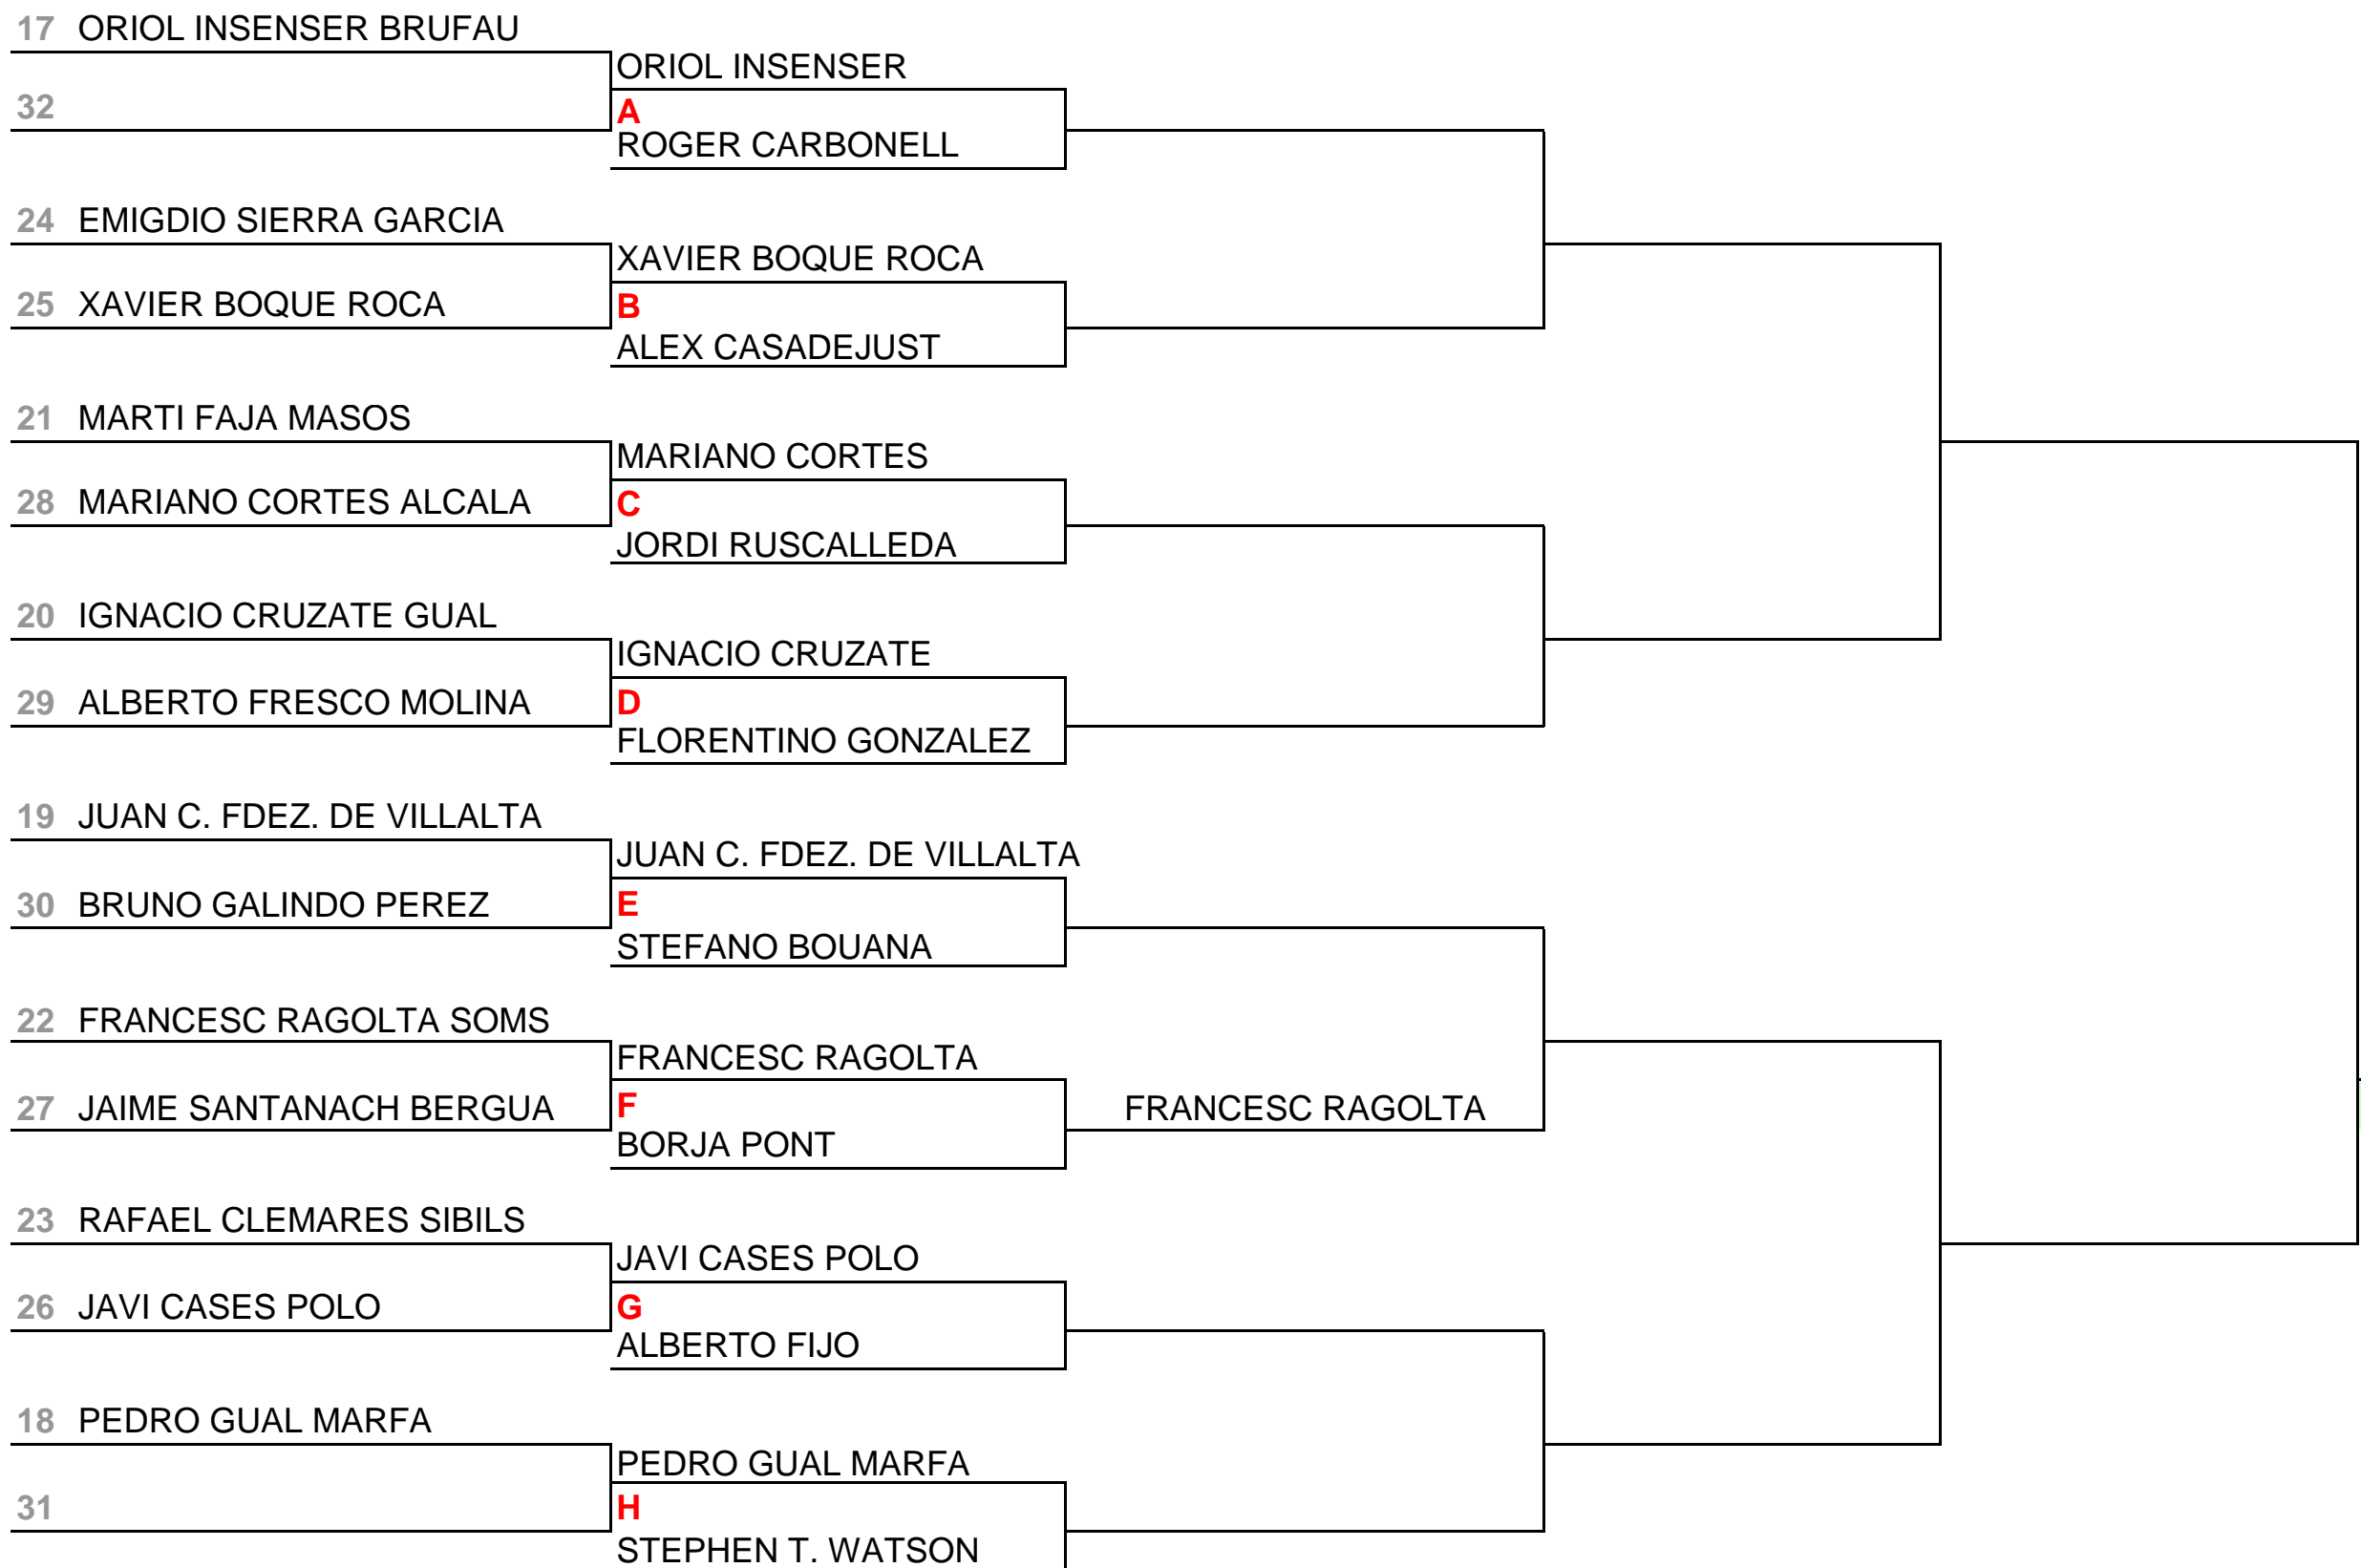 17 ORIOL INSENSER BRUFAU
ORIOL INSENSER
32
A
ROGER CARBONELL
24 EMIGDIO SIERRA GARCIA
XAVIER BOQUE ROCA
25 XAVIER BOQUE ROCA
B
ALEX CASADEJUST
21 MARTI FAJA MASOS
MARIANO CORTES
28 MARIANO CORTES ALCALA
C
JORDI RUSCALLEDA
20 IGNACIO CRUZATE GUAL
IGNACIO CRUZATE
29 ALBERTO FRESCO MOLINA
D
FLORENTINO GONZALEZ
19 JUAN C. FDEZ. DE VILLALTA
JUAN C. FDEZ. DE VILLALTA
30 BRUNO GALINDO PEREZ
E
STEFANO BOUANA
22 FRANCESC RAGOLTA SOMS
FRANCESC RAGOLTA
27 JAIME SANTANACH BERGUA
F
FRANCESC RAGOLTA
BORJA PONT
23 RAFAEL CLEMARES SIBILS
JAVI CASES POLO
26 JAVI CASES POLO
G
ALBERTO FIJO
18 PEDRO GUAL MARFA
PEDRO GUAL MARFA
31
H
STEPHEN T. WATSON